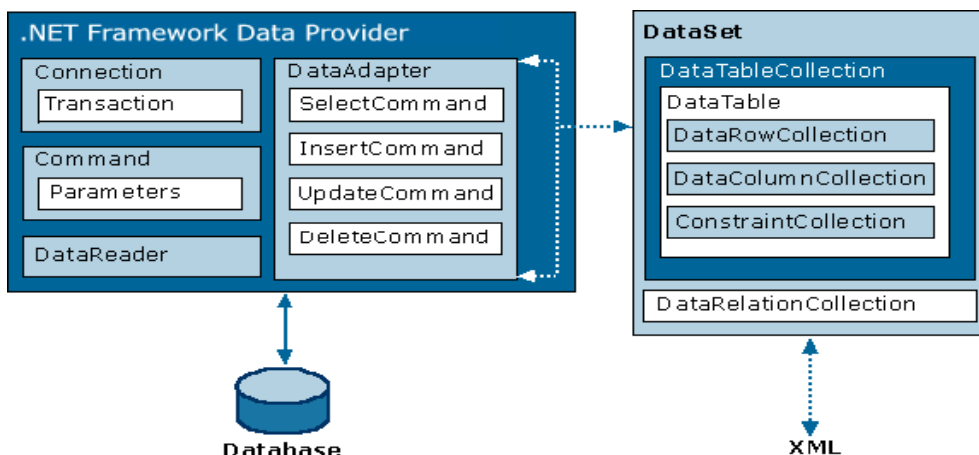 .NET Framework Data Provider
Connection
Transaction
Command
Parameters
DataReader
DataAdapter
SelectCommand
InsertCommand
UpdateCommand
DeleteCommand
Database
DataSet
DataTableCollection
DataTable
DataRowCollection
DataColumnCollection
ConstraintCollection
DataRelationCollection
XML